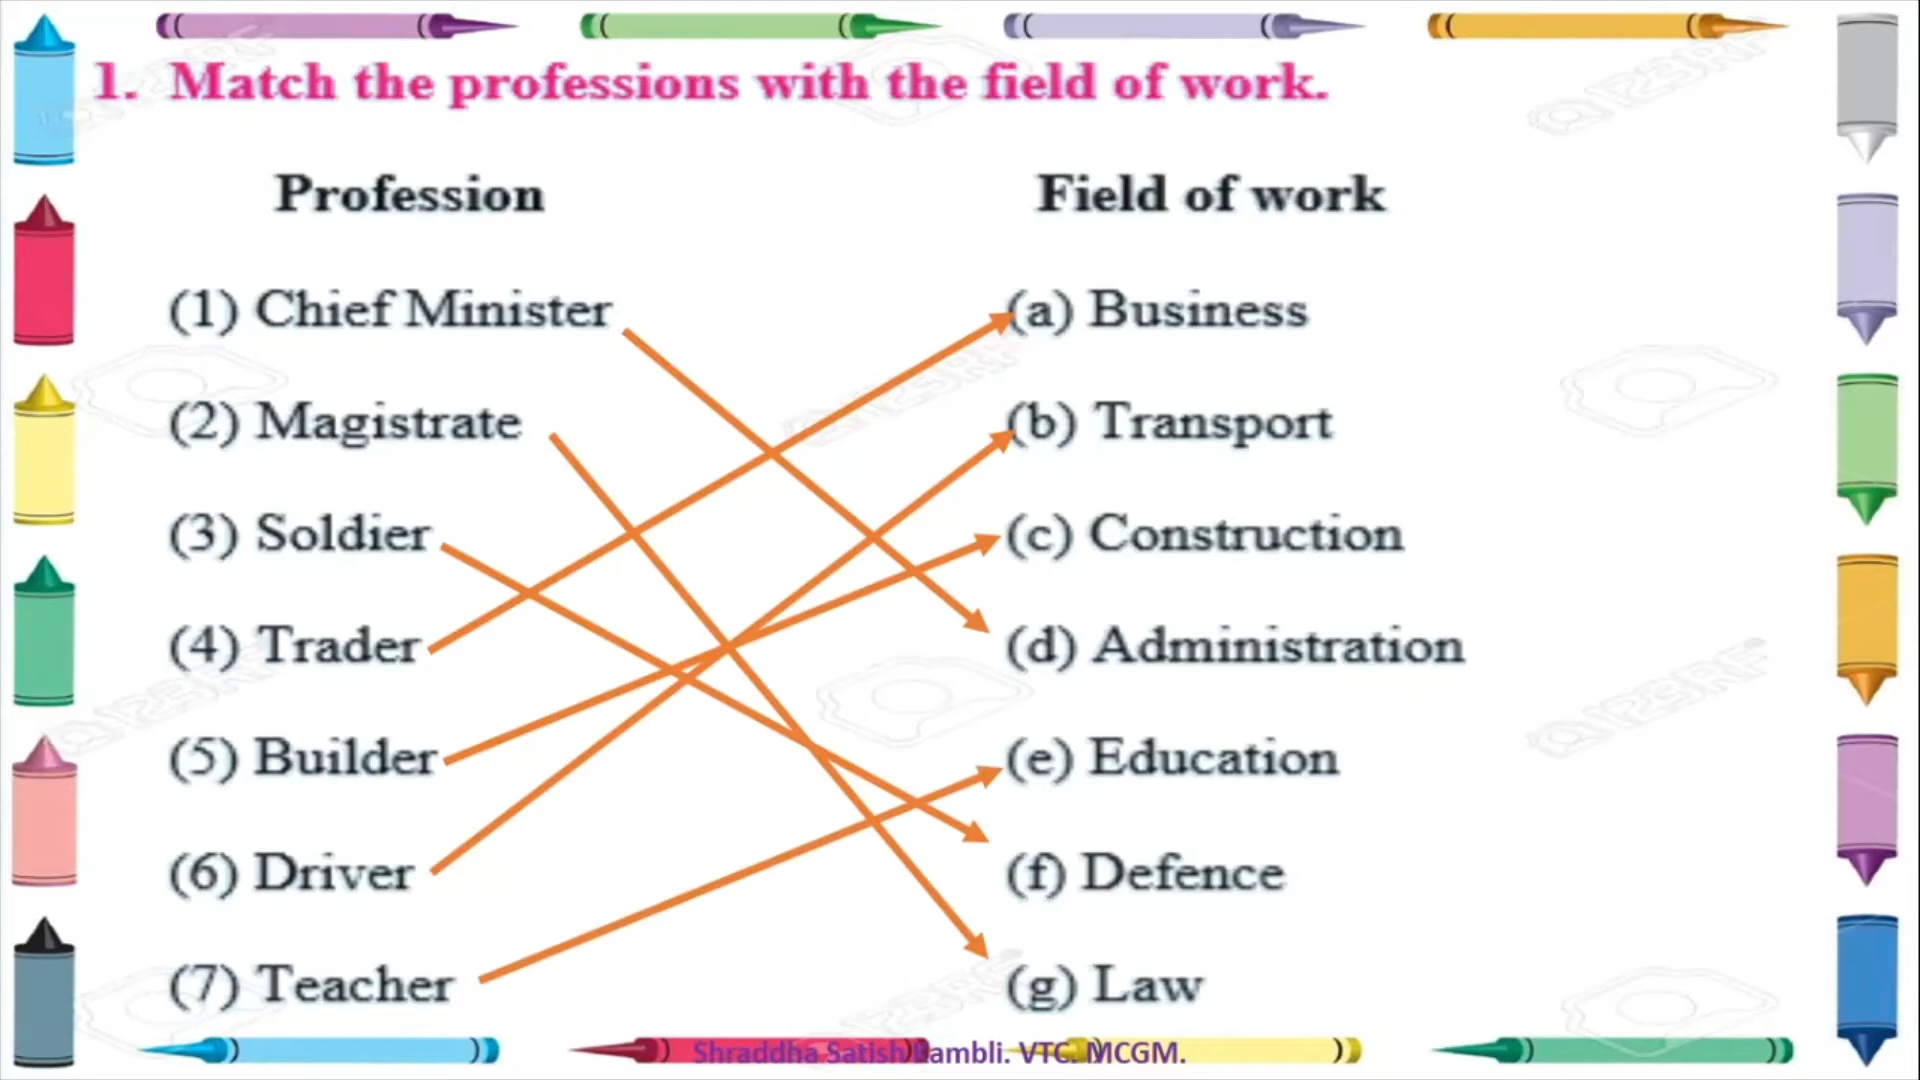 1. Match the professions with the field of work.
Profession
Field of work
(1) Chief Minister
(a) Business
(2) Magistrate
(b) Transport
(3) Soldier
(c) Construction
(4) Trader
(d) Administration
(5) Builder
(e) Education
(6) Driver
(f) Defence
(7) Teacher
(g) Law
Shraddha Satish Lambli. VTC. MCGM.